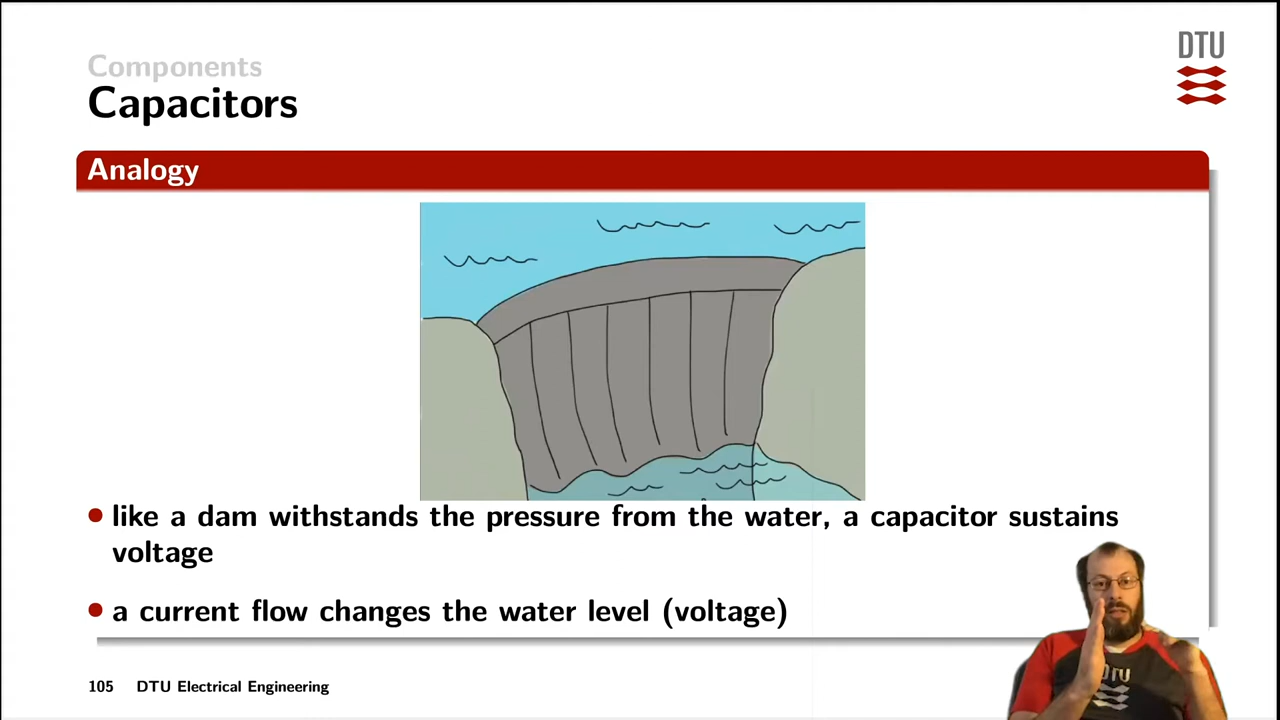 Components
Capacitors
DTU
Analogy
like a dam withstands the pressure from the water, a capacitor sustains
voltage
a current flow changes the water level (voltage)
DTU
105 DTU Electrical Engineering